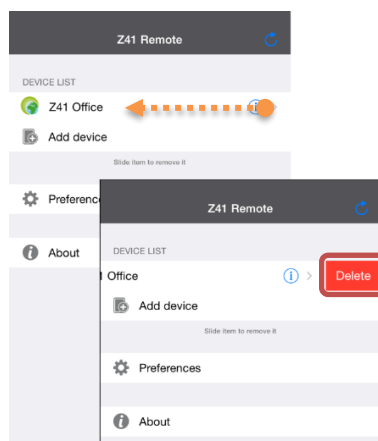 Z41 Remote
DEVICE LIST
Z41 Office
Add device
Slide item to remove it
Preferenc
About
Z41 Remote
DEVICE LIST
Office
Delete
Add device
Slide item to remove it
Preferences
About